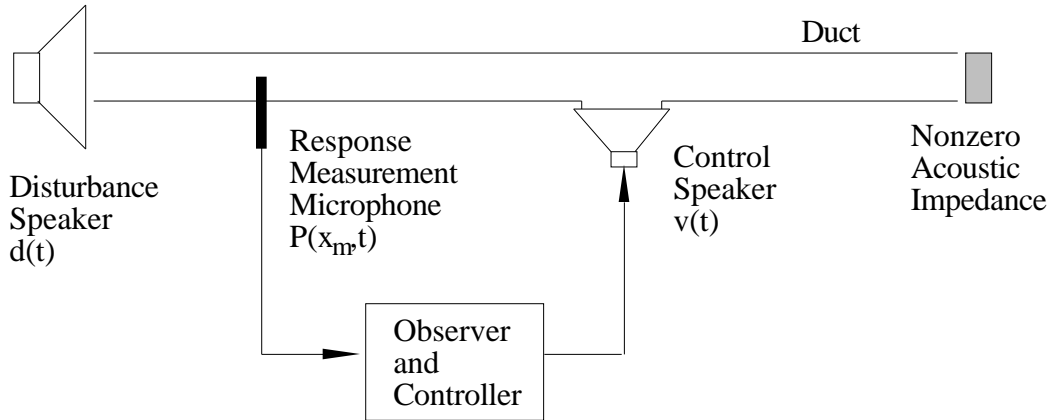 Duct
Disturbance
Speaker
d(t)
Response
Measurement
Microphone
P(x_m,t)
Control
Speaker
v(t)
Nonzero
Acoustic
Impedance
Observer
and
Controller